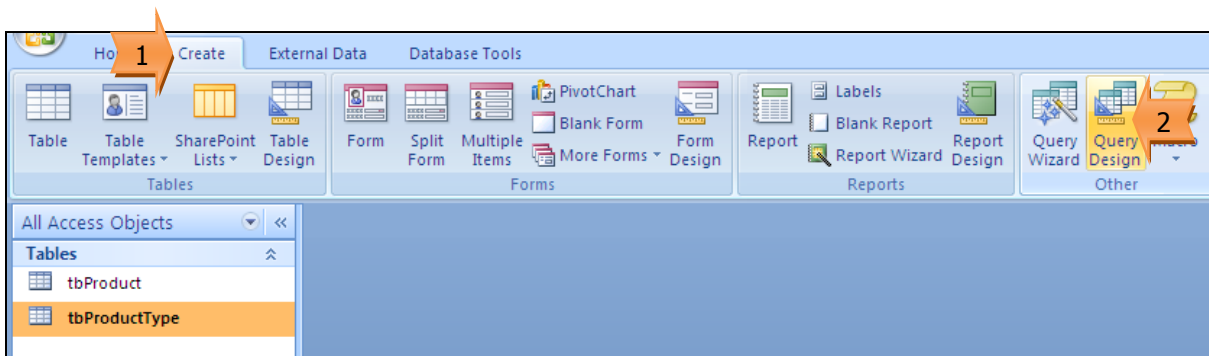 1
Create
External Data
Database Tools
Table
Table Templates
SharePoint Lists
Table Design
Tables
Form
Split Form
Multiple Items
PivotChart
Blank Form
More Forms
Form Design
Forms
Report
Labels
Blank Report
Report Wizard
Report Design
Reports
Query Wizard
Query Design
2
Other
All Access Objects
Tables
tbProduct
tbProductType